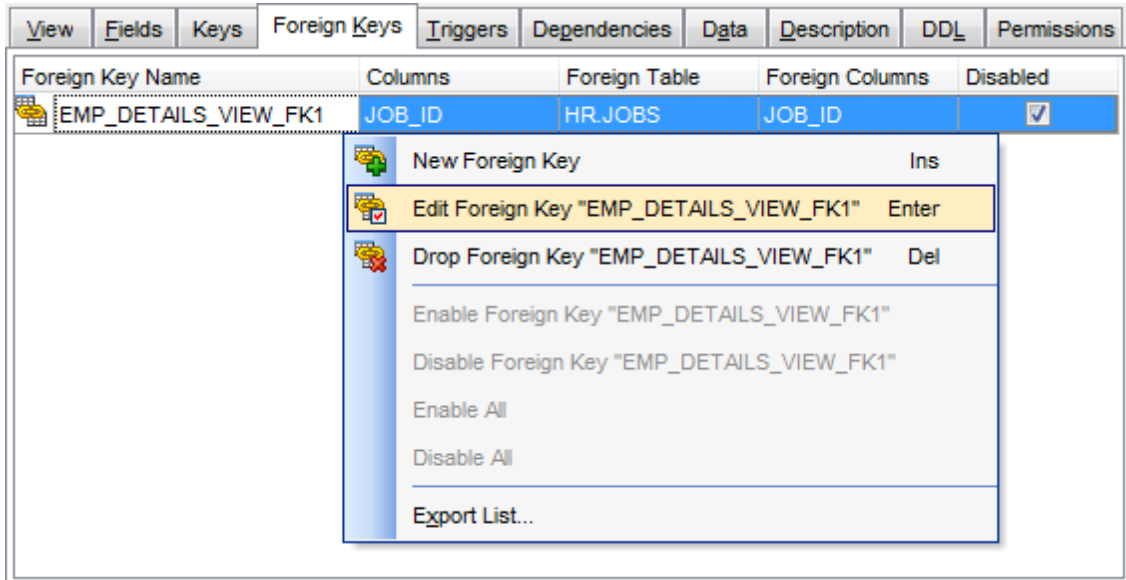 View Fields Keys Foreign Keys Triggers Dependencies Data Description DDL Permissions
Foreign Key Name Columns Foreign Table Foreign Columns Disabled
EMP_DETAILS_VIEW_FK1 JOB_ID HR.JOBS JOB_ID
New Foreign Key Ins
Edit Foreign Key "EMP_DETAILS_VIEW_FK1" Enter
Drop Foreign Key "EMP_DETAILS_VIEW_FK1" Del
Enable Foreign Key "EMP_DETAILS_VIEW_FK1"
Disable Foreign Key "EMP_DETAILS_VIEW_FK1"
Enable All
Disable All
Export List...